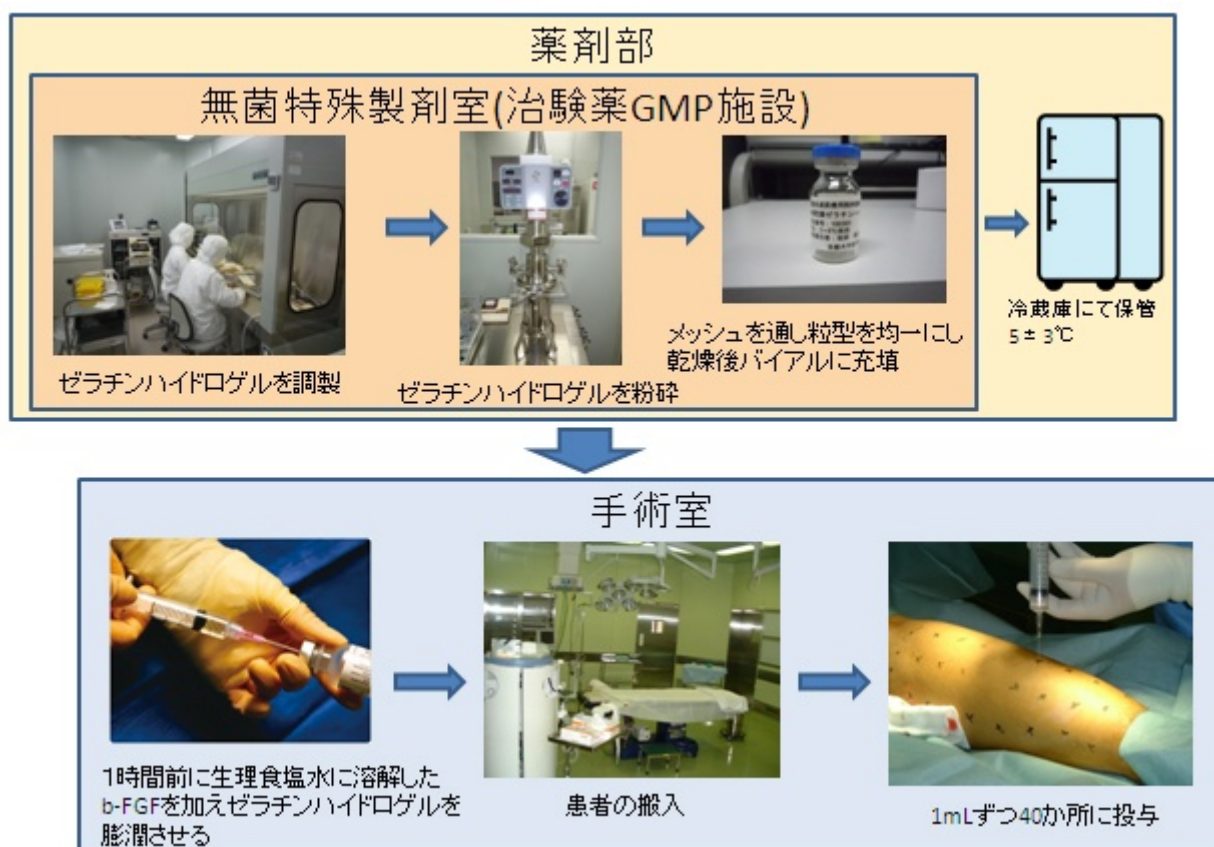 薬剤部
無菌特殊製剤室(治験薬GMP施設)
ゼラチンハイドロゲルを調製
ゼラチンハイドロゲルを粉砕
メッシュを通し粒型を均一にし
乾燥後バイアルに充填
冷蔵庫にて保管
5± 3℃
手術室
1時間前に生理食塩水に溶解した
b-FGFを加えゼラチンハイドロゲルを
膨潤させる
患者の搬入
1mLずつ40か所に投与